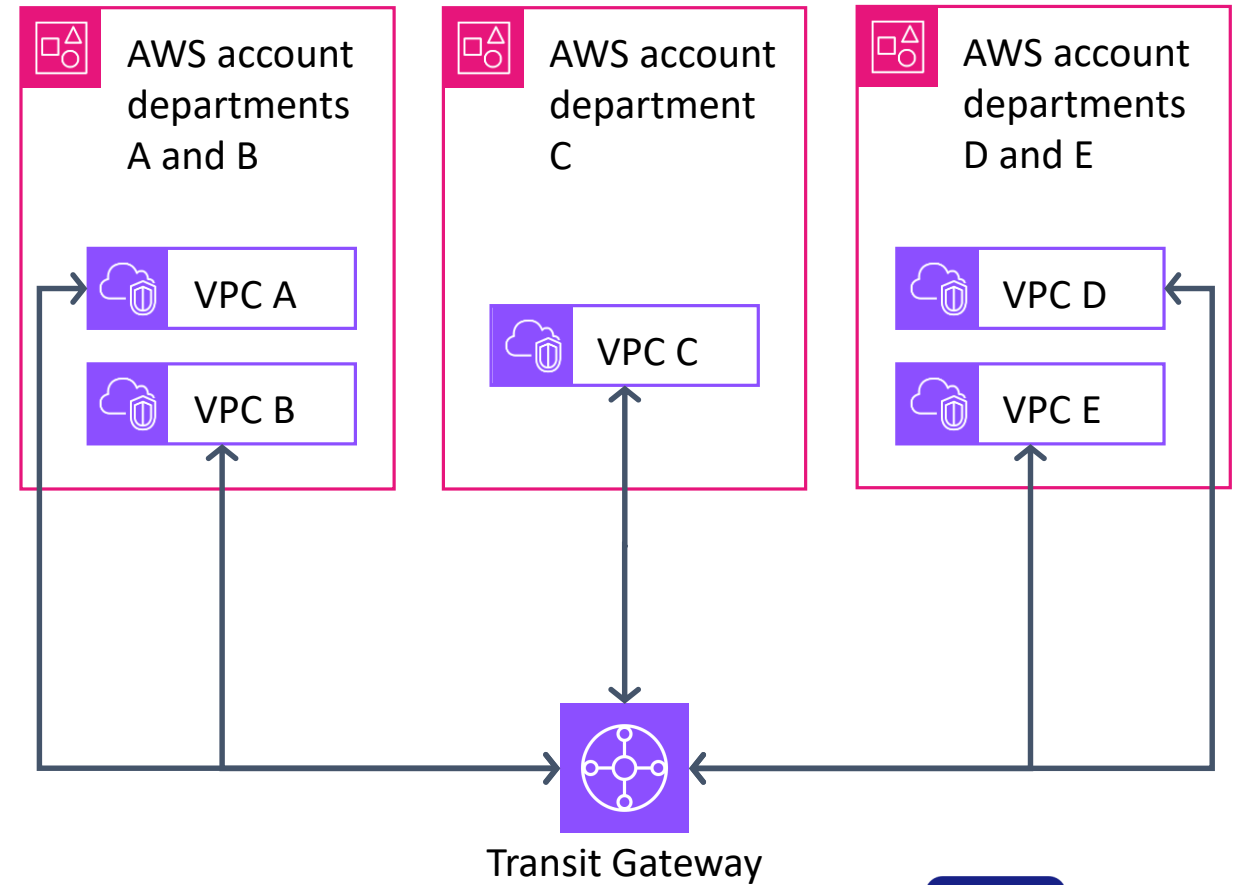 AWS account
departments
A and B
VPC A
VPC B
AWS account
department
C
VPC C
AWS account
departments
D and E
VPC D
VPC E
Transit Gateway